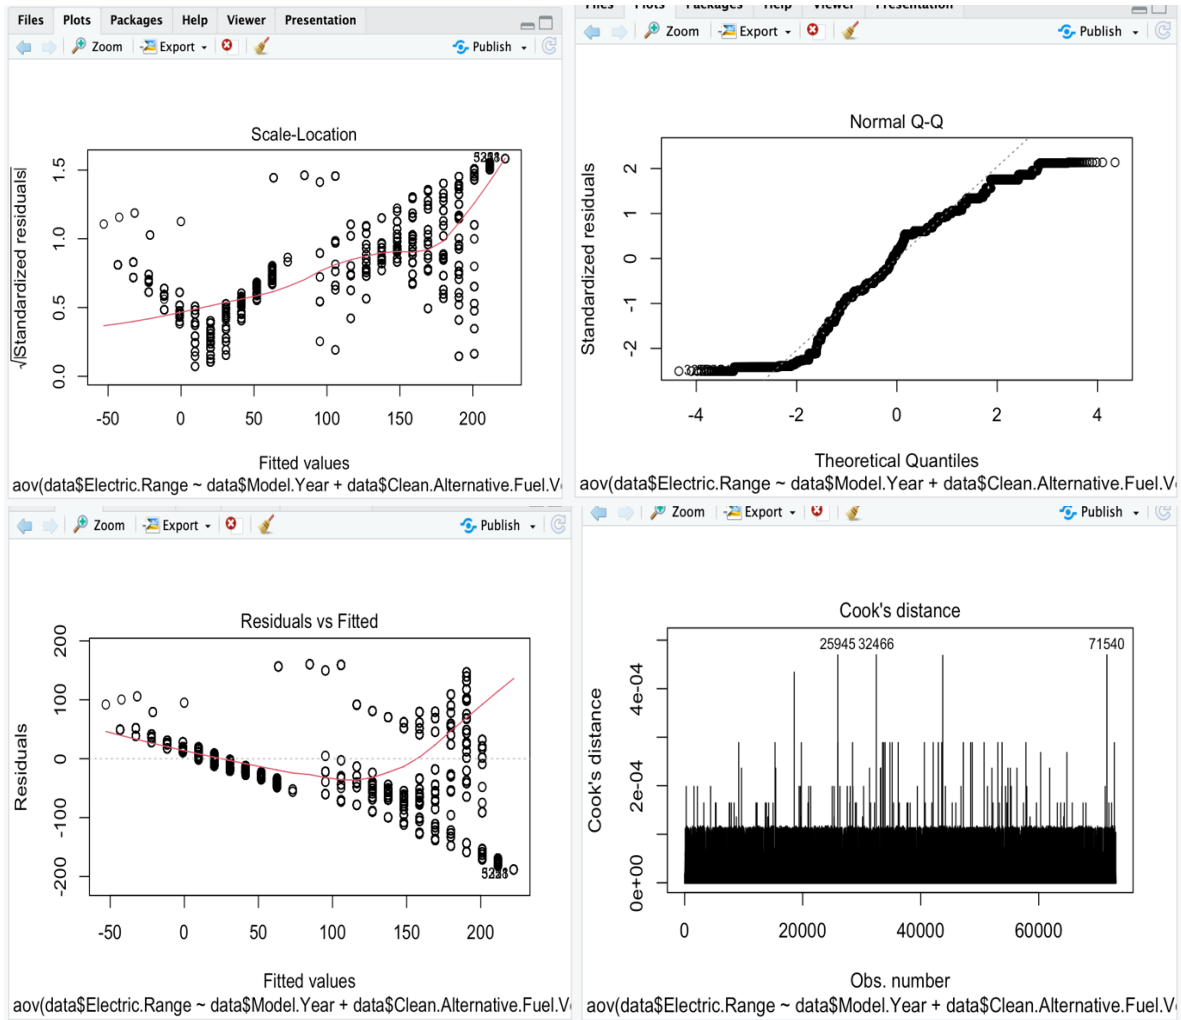 Files Plots Packages Help Viewer Presentation
Zoom Export Publish
Scale-Location
√|Standardized residuals|
1.5
1.0
0.5
0.0
-50 0 50 100 150 200
Fitted values
aov(data$Electric.Range ~ data$Model.Year + data$Clean.Alternative.Fuel.V
Files Plots Packages Help Viewer Presentation
Zoom Export Publish
Normal Q-Q
Standardized residuals
2
1
0
-1
-2
-4 -2 0 2 4
Theoretical Quantiles
aov(data$Electric.Range ~ data$Model.Year + data$Clean.Alternative.Fuel.V
Zoom Export Publish
Residuals vs Fitted
Residuals
200
100
0
-100
-200
-50 0 50 100 150 200
Fitted values
aov(data$Electric.Range ~ data$Model.Year + data$Clean.Alternative.Fuel.V
Zoom Export Publish
Cook's distance
25945 32466 71540
Cook's distance
4e-04
2e-04
0e+00
0 20000 40000 60000
Obs. number
aov(data$Electric.Range ~ data$Model.Year + data$Clean.Alternative.Fuel.V